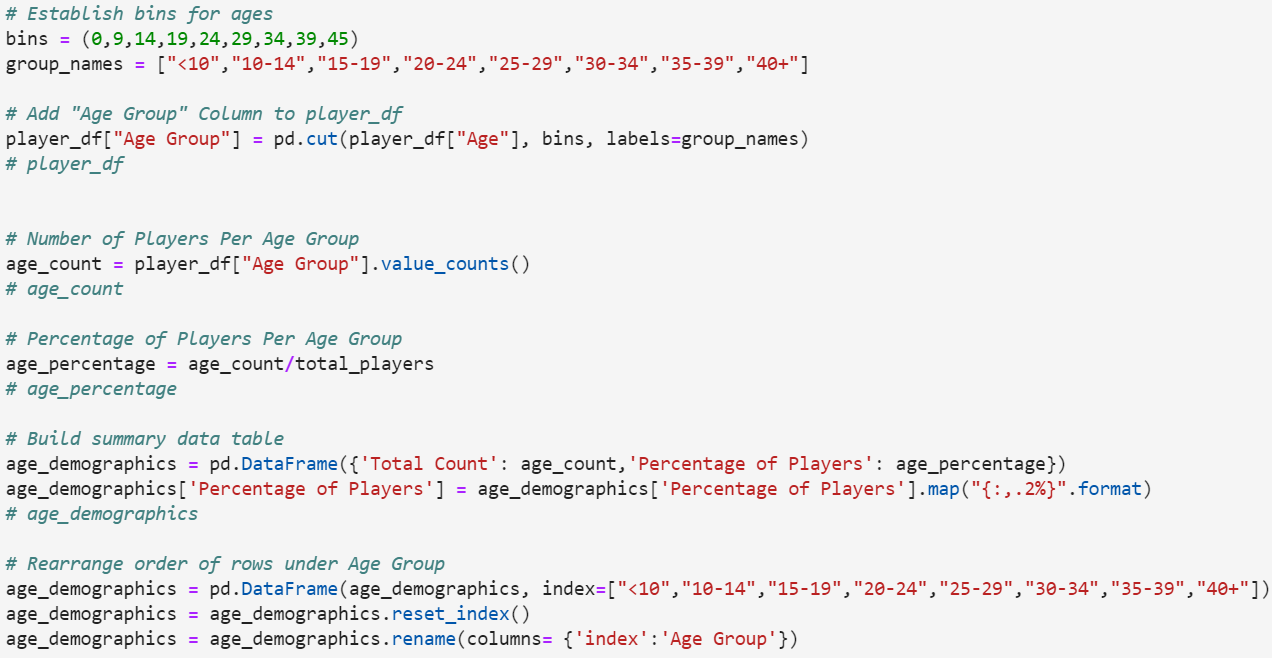 # Establish bins for ages
bins = (0,9,14,19,24,29,34,39,45)
group_names = ["<10","10-14","15-19","20-24","25-29","30-34","35-39","40+"]
# Add "Age Group" Column to player_df
player_df["Age Group"] = pd.cut(player_df["Age"], bins, labels=group_names)
# player_df
# Number of Players Per Age Group
age_count = player_df["Age Group"].value_counts()
# age_count
# Percentage of Players Per Age Group
age_percentage = age_count/total_players
# age_percentage
# Build summary data table
age_demographics = pd.DataFrame({'Total Count': age_count,'Percentage of Players': age_percentage})
age_demographics['Percentage of Players'] = age_demographics['Percentage of Players'].map("{:,.2%}".format)
# age_demographics
# Rearrange order of rows under Age Group
age_demographics = pd.DataFrame(age_demographics, index=["<10","10-14","15-19","20-24","25-29","30-34","35-39","40+"])
age_demographics = age_demographics.reset_index()
age_demographics = age_demographics.rename(columns= {'index':'Age Group'})